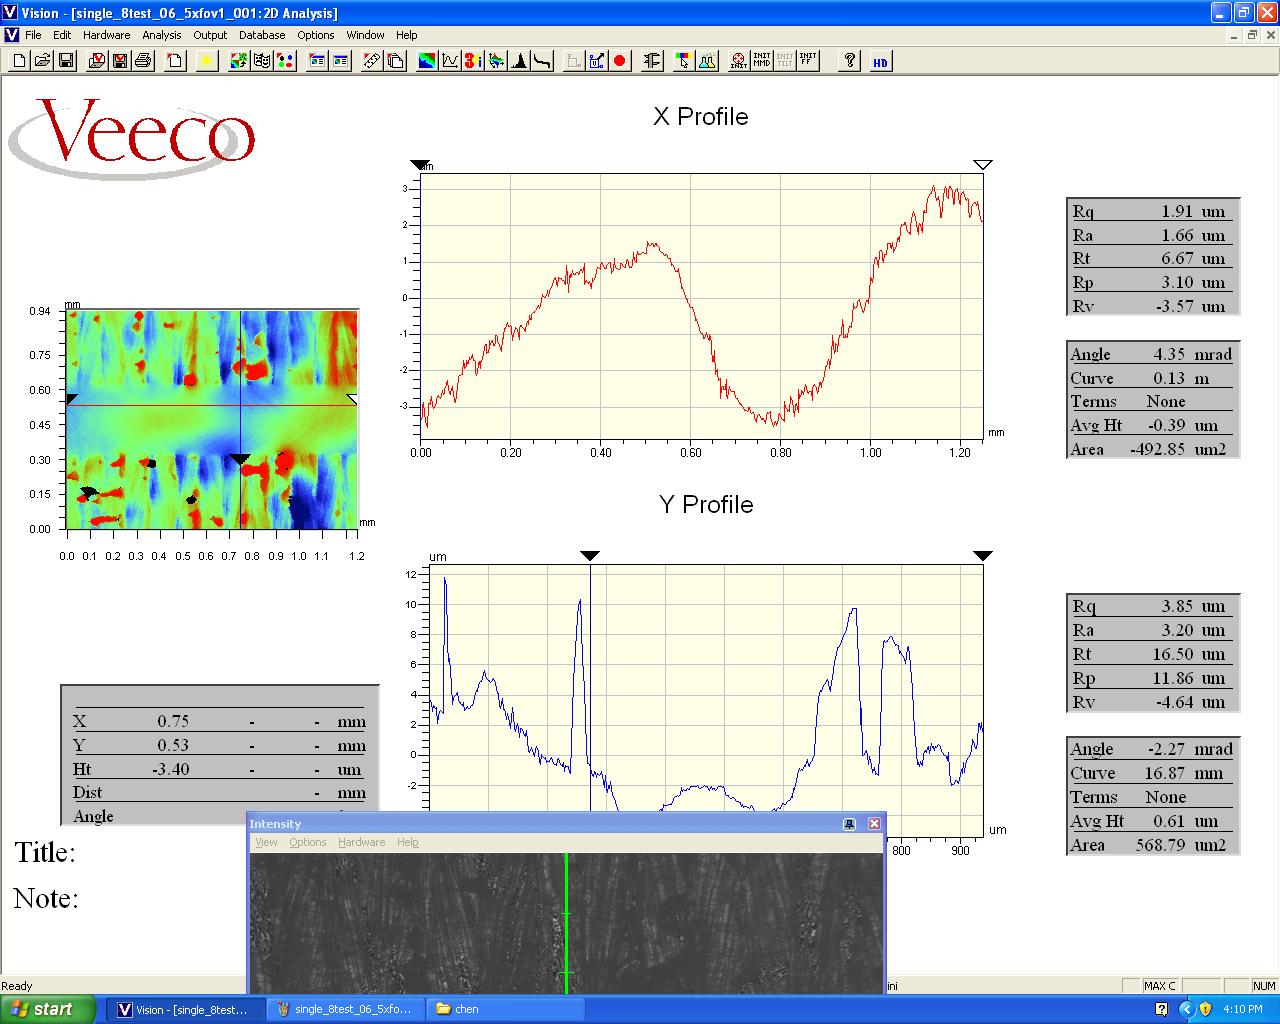 Vision - [single_8test_06_5xfov1_001:2D Analysis]
File Edit Hardware Analysis Output Database Options Window Help
INIT INIT MMD INIT TILT INIT FF ? HD
Veeco
X Profile
um
3
2
1
0
-1
-2
-3
0.00 0.20 0.40 0.60 0.80 1.00 1.20
mm
Rq 1.91 um
Ra 1.66 um
Rt 6.67 um
Rp 3.10 um
Rv -3.57 um
Angle 4.35 mrad
Curve 0.13 m
Terms None
Avg Ht -0.39 um
Area -492.85 um2
mm
0.94
0.75
0.60
0.45
0.30
0.15
0.00
mm
0.0 0.1 0.2 0.3 0.4 0.5 0.6 0.7 0.8 0.9 1.0 1.1 1.2
Y Profile
um
12
10
8
6
4
2
0
-2
um
800 900
Rq 3.85 um
Ra 3.20 um
Rt 16.50 um
Rp 11.86 um
Rv -4.64 um
Angle -2.27 mrad
Curve 16.87 mm
Terms None
Avg Ht 0.61 um
Area 568.79 um2
X 0.75 - - mm
Y 0.53 - - mm
Ht -3.40 - - um
Dist - mm
Angle
Title:
Note:
Intensity
View Options Hardware Help
Ready
MAX C NUM
start
Vision - [single_8test...
single_8test_06_5xfo...
chen
4:10 PM